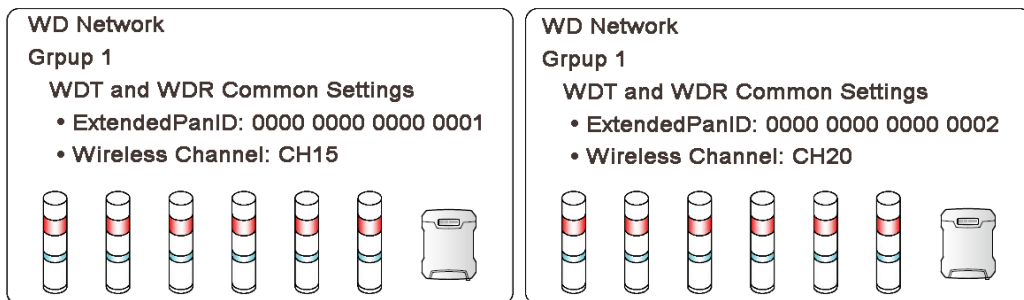 WD Network
Grpup 1
WDT and WDR Common Settings
• ExtendedPanID: 0000 0000 0000 0001
• Wireless Channel: CH15
WD Network
Grpup 1
WDT and WDR Common Settings
• ExtendedPanID: 0000 0000 0000 0002
• Wireless Channel: CH20